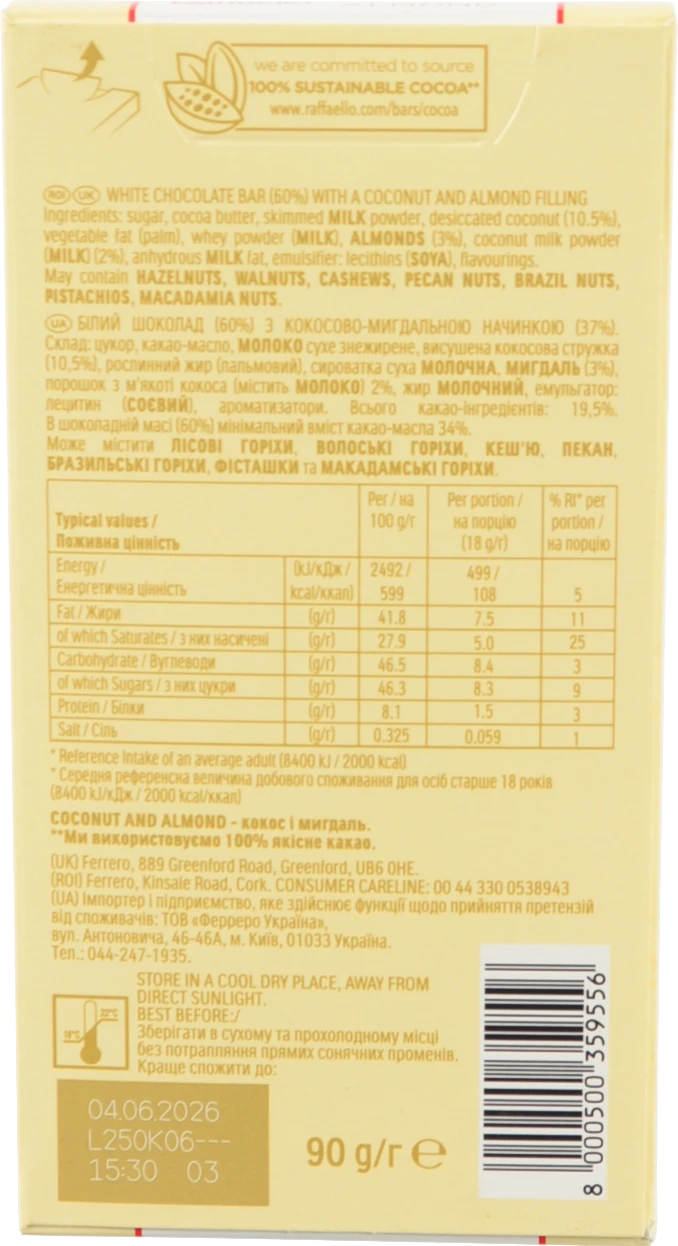 we are committed to source
100% SUSTAINABLE COCOA**
www.raffaello.com/bars/cocoa
ROI UK WHITE CHOCOLATE BAR (60%) WITH A COCONUT AND ALMOND FILLING
Ingredients: sugar, cocoa butter, skimmed MILK powder, desiccated coconut (10.5%),
vegetable fat (palm), whey powder (MILK), ALMONDS (3%), coconut milk powder
(MILK) (2%), anhydrous MILK fat, emulsifier: lecithins (SOYA), flavourings.
May contain HAZELNUTS, WALNUTS, CASHEWS, PECAN NUTS, BRAZIL NUTS,
PISTACHIOS, MACADAMIA NUTS.
UA БІЛИЙ ШОКОЛАД (60%) З КОКОСОВО-МИГДАЛЬНОЮ НАЧИНКОЮ (37%).
Склад: цукор, какао-масло, МОЛОКО сухе знежирене, висушена кокосова стружка
(10,5%), рослинний жир (пальмовий), сироватка суха МОЛОЧНА, МИГДАЛЬ (3%),
порошок з м'якоті кокоса (містить МОЛОКО) 2%, жир МОЛОЧНИЙ, емульгатор:
лецитин (СОЄВИЙ), ароматизатори. Всього какао-інгредієнтів: 19,5%.
В шоколадній масі (60%) мінімальний вміст какао-масла 34%.
Може містити ЛІСОВІ ГОРІХИ, ВОЛОСЬКІ ГОРІХИ, КЕШ'Ю, ПЕКАН,
БРАЗИЛЬСЬКІ ГОРІХИ, ФІСТАШКИ та МАКАДАМСЬКІ ГОРІХИ.
Typical values / Поживна цінність Per / на 100 g/г Per portion / на порцію (18 g/г) % RI* per portion / на порцію
Energy / Енергетична цінність (kJ/кДж / kcal/ккал) 2492 / 599 499 / 108 5
Fat / Жири (g/г) 41.8 7.5 11
of which Saturates / з них насичені (g/г) 27.9 5.0 25
Carbohydrate / Вуглеводи (g/г) 46.5 8.4 3
of which Sugars / з них цукри (g/г) 46.3 8.3 9
Protein / Білки (g/г) 8.1 1.5 3
Salt / Сіль (g/г) 0.325 0.059 1
* Reference Intake of an average adult (8400 kJ / 2000 kcal)
* Середня референсна величина добового споживання для осіб старше 18 років
(8400 kJ/кДж / 2000 kcal/ккал)
COCONUT AND ALMOND - кокос і мигдаль.
**Ми використовуємо 100% якісне какао.
(UK) Ferrero, 889 Greenford Road, Greenford, UB6 0HE.
(ROI) Ferrero, Kinsale Road, Cork. CONSUMER CARELINE: 00 44 330 0538943
(UA) Імпортер і підприємство, яке здійснює функції щодо прийняття претензій
від споживачів: ТОВ «Ферреро Україна»,
вул. Антоновича, 46-46А, м. Київ, 01033 Україна.
Тел.: 044-247-1935.
STORE IN A COOL DRY PLACE, AWAY FROM
DIRECT SUNLIGHT.
BEST BEFORE:/
Зберігати в сухому та прохолодному місці
без потрапляння прямих сонячних променів.
Краще спожити до:
18°C 22°C
04.06.2026
L250K06---
15:30 03
90 g/г ℮
8 000500 359556